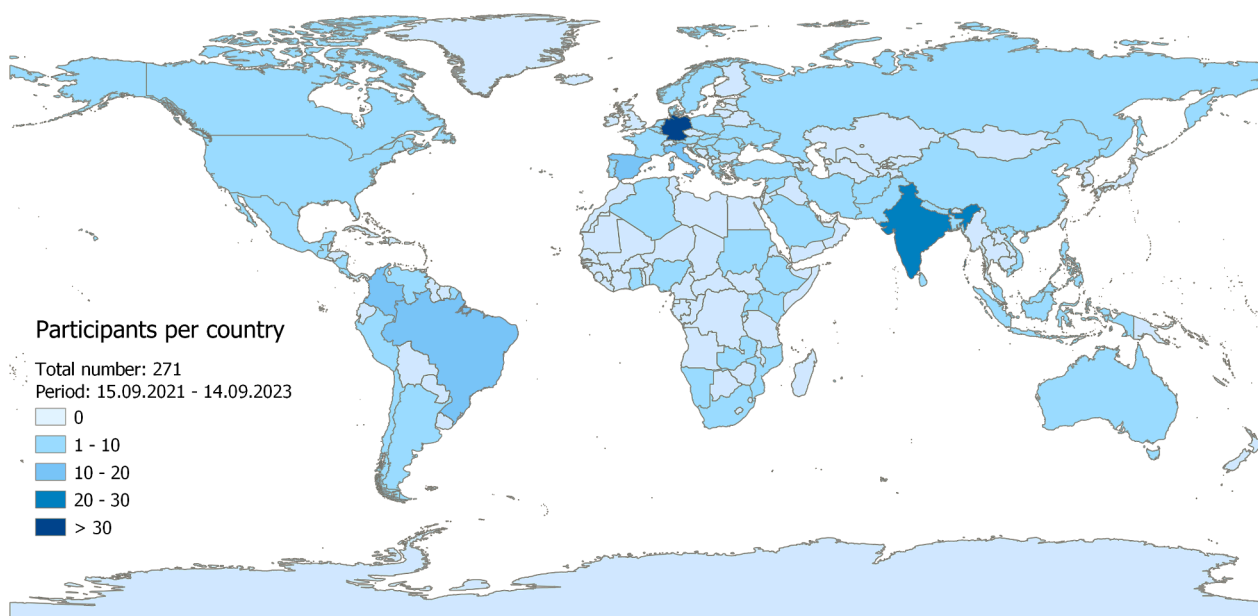 Participants per country
Total number: 271
Period: 15.09.2021 - 14.09.2023
0
1 - 10
10 - 20
20 - 30
> 30